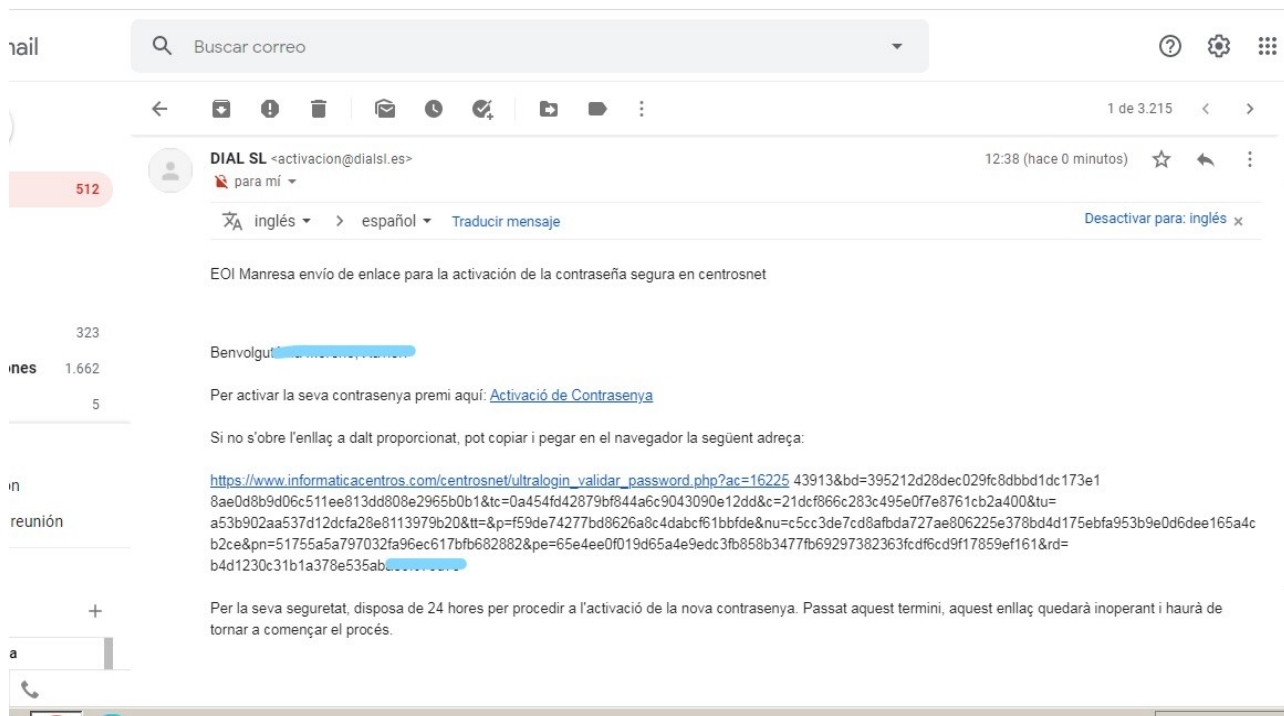 nail
Buscar correo
1 de 3.215
DIAL SL <activacion@dialsl.es>
12:38 (hace 0 minutos)
para mí
512
inglés > español Traducir mensaje
Desactivar para: inglés x
EOI Manresa envío de enlace para la activación de la contraseña segura en centrosnet
323
Benvolgut
ones 1.662
Per activar la seva contrasenya premi aquí: Activació de Contrasenya
5
Si no s'obre l'enllaç a dalt proporcionat, pot copiar i pegar en el navegador la següent adreça:
https://www.informaticacentros.com/centrosnet/ultralogin_validar_password.php?ac=16225 43913&bd=395212d28dec029fc8dbbd1dc173e1
ón
8ae0d8b9d06c511ee813dd808e2965b0b1&tc=0a454fd42879bf844a6c9043090e12dd&c=21dcf866c283c495e0f7e8761cb2a400&tu=
reunión
a53b902aa537d12dcfa28e8113979b20&tt=&p=f59de74277bd8626a8c4dabcf61bbfde&nu=c5cc3de7cd8afbda727ae806225e378bd4d175ebfa953b9e0d6dee165a4c
b2ce&pn=51755a5a797032fa96ec617bfb682882&pe=65e4ee0f019d65a4e9edc3fb858b3477fb69297382363fcdf6cd9f17859ef161&rd=
b4d1230c31b1a378e535ab
Per la seva seguretat, disposa de 24 hores per procedir a l'activació de la nova contrasenya. Passat aquest termini, aquest enllaç quedarà inoperant i haurà de
tornar a començar el procés.
a